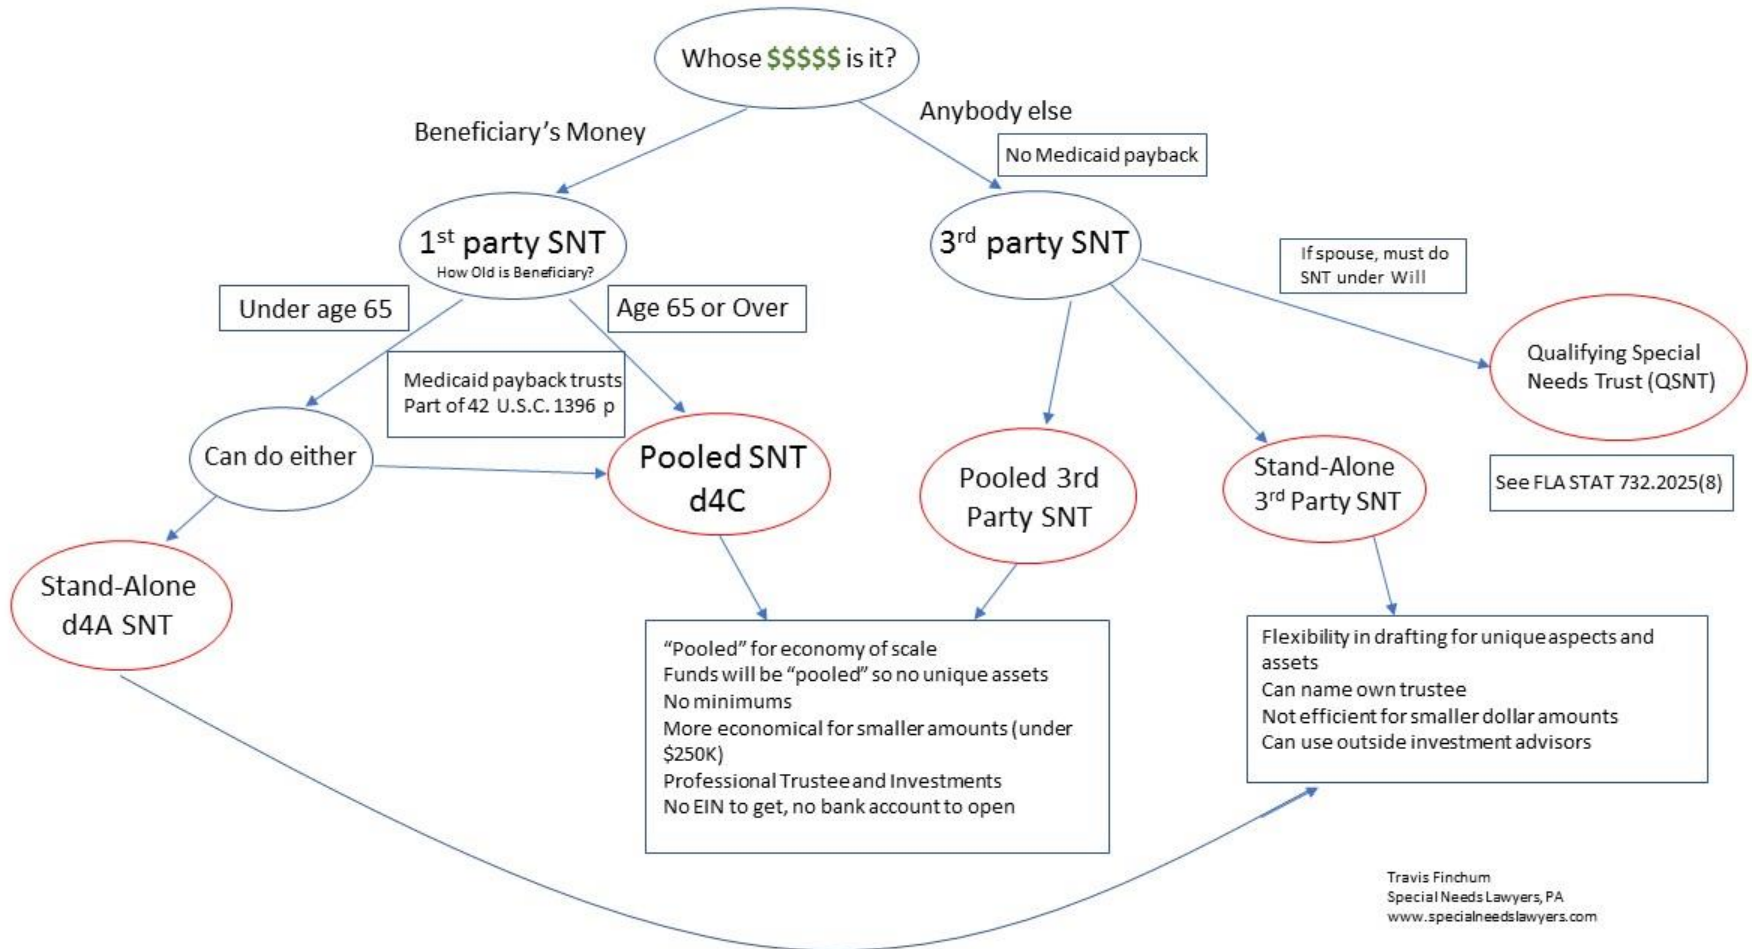 Whose $$$$$ is it?
Beneficiary's Money
Anybody else
No Medicaid payback
1st party SNT
How Old is Beneficiary?
3rd party SNT
If spouse, must do
SNT under Will
Under age 65
Age 65 or Over
Medicaid payback trusts
Part of 42 U.S.C. 1396 p
Qualifying Special
Needs Trust (QSNT)
Can do either
Pooled SNT
d4C
Pooled 3rd
Party SNT
Stand-Alone
3rd Party SNT
See FLA STAT 732.2025(8)
Stand-Alone
d4A SNT
"Pooled" for economy of scale
Funds will be "pooled" so no unique assets
No minimums
More economical for smaller amounts (under
$250K)
Professional Trustee and Investments
No EIN to get, no bank account to open
Flexibility in drafting for unique aspects and
assets
Can name own trustee
Not efficient for smaller dollar amounts
Can use outside investment advisors
Travis Finchum
Special Needs Lawyers, PA
www.specialneedslawyers.com